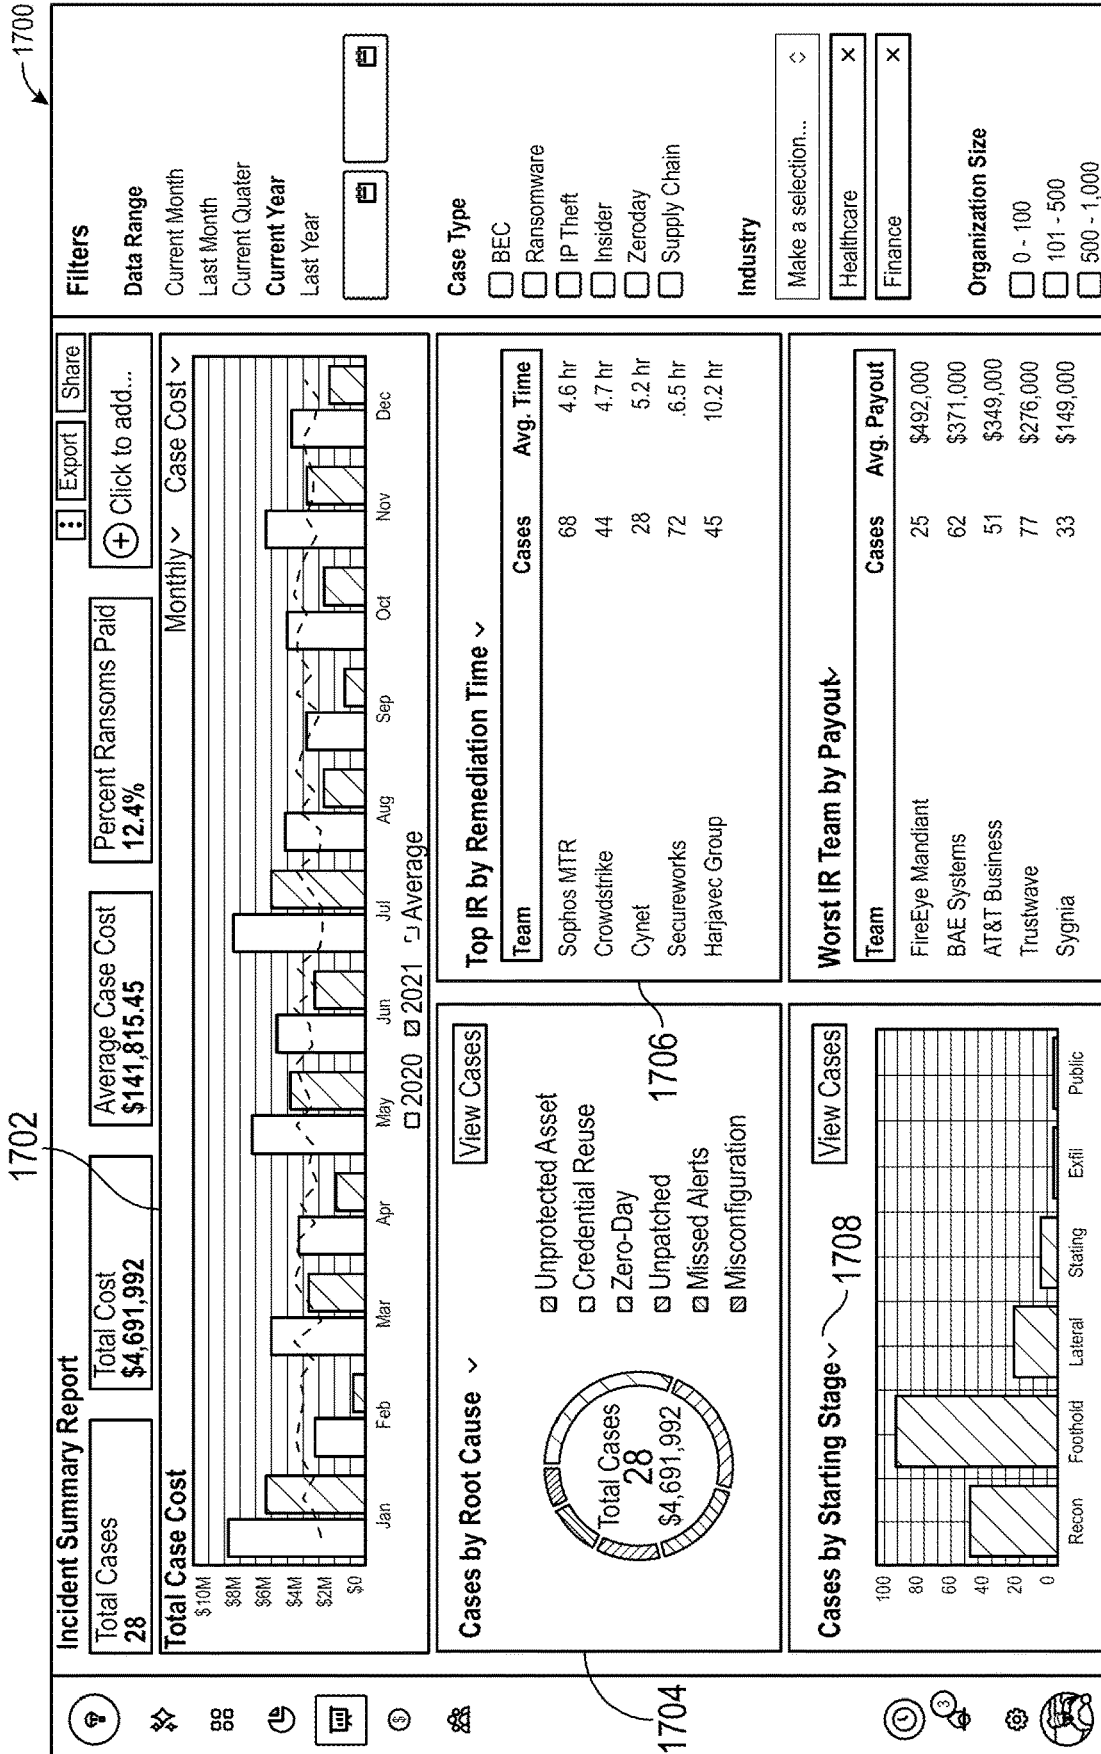 1700
1702
Incident Summary Report
Export
Share
Total Cases
28
Total Cost
$4,691,992
Average Case Cost
$141,815.45
Percent Ransoms Paid
12.4%
Click to add...
Total Case Cost
Monthly
Case Cost
$10M
$8M
$6M
$4M
$2M
$0
Jan Feb Mar Apr May Jun Jul Aug Sep Oct Nov Dec
2020 2021 Average
Cases by Root Cause
View Cases
Total Cases
28
$4,691,992
Unprotected Asset
Credential Reuse
Zero-Day
Unpatched
Missed Alerts
Misconfiguration
1704
Top IR by Remediation Time
Team Cases Avg. Time
Sophos MTR 68 4.6 hr
Crowdstrike 44 4.7 hr
Cynet 28 5.2 hr
Secureworks 72 .6.5 hr
Harjavec Group 45 10.2 hr
1706
Cases by Starting Stage
1708
View Cases
100
80
60
40
20
0
Recon Foothold Lateral Stating Exfil Public
Worst IR Team by Payout
Team Cases Avg. Payout
FireEye Mandiant 25 $492,000
BAE Systems 62 $371,000
AT&T Business 51 $349,000
Trustwave 77 $276,000
Sygnia 33 $149,000
Filters
Data Range
Current Month
Last Month
Current Quater
Current Year
Last Year
Case Type
BEC
Ransomware
IP Theft
Insider
Zeroday
Supply Chain
Industry
Make a selection...
Healthcare X
Finance X
Organization Size
0 - 100
101 - 500
500 - 1,000
3